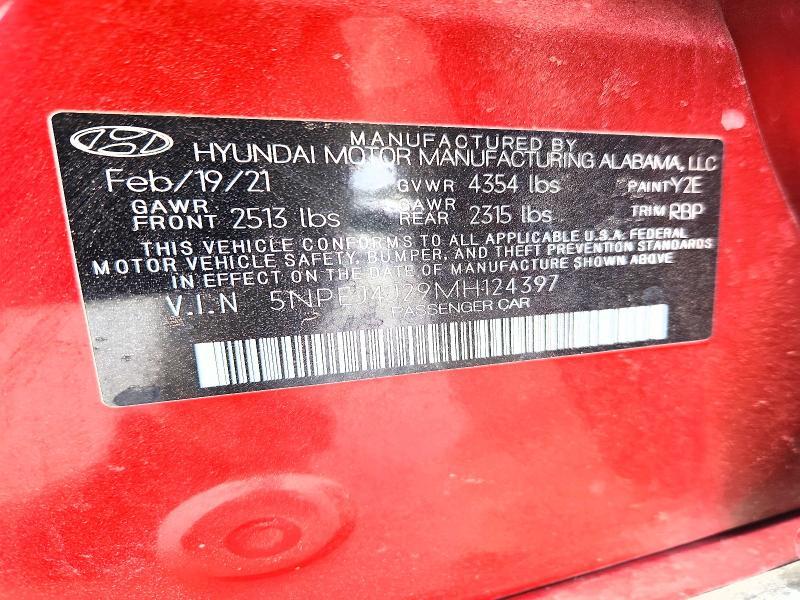 MANUFACTURED BY
HYUNDAI MOTOR MANUFACTURING ALABAMA, LLC
Feb/19/21 GVWR 4354 lbs PAINT Y2E
GAWR FRONT 2513 lbs GAWR REAR 2315 lbs TRIM RBP
THIS VEHICLE CONFORMS TO ALL APPLICABLE U.S.A. FEDERAL
MOTOR VEHICLE SAFETY, BUMPER, AND THEFT PREVENTION STANDARDS
IN EFFECT ON THE DATE OF MANUFACTURE SHOWN ABOVE.
V.I.N 5NPEJ4J29MH124397
PASSENGER CAR